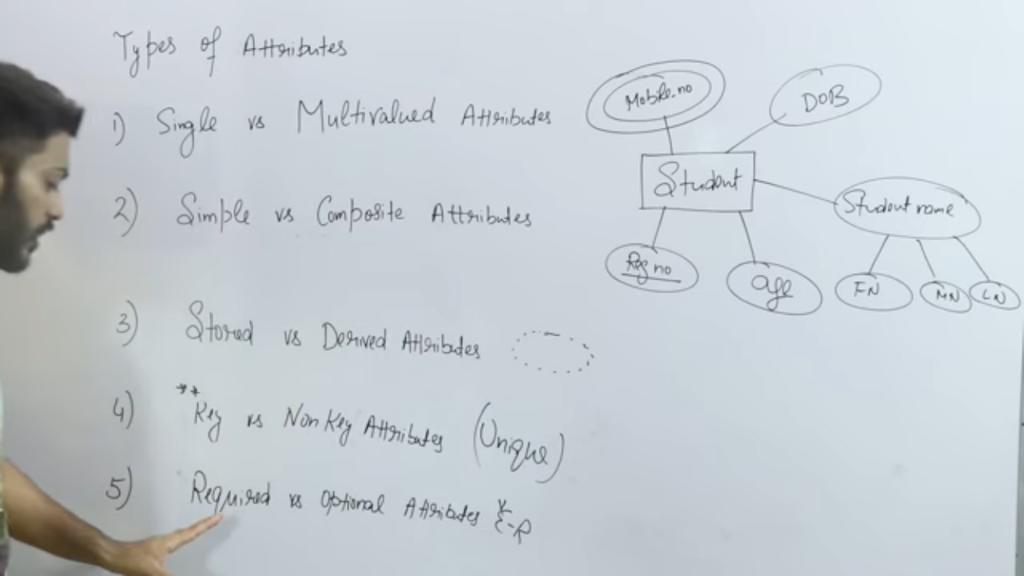 Types of Attributes
1) Single vs Multivalued Attributes
2) Simple vs Composite Attributes
3) Stored vs Derived Attributes
4) **Key vs Non Key Attributes (Unique)
5) Required vs Optional Attributes E-R
Mobile.no
DOB
Student
Student name
Reg no
age
FN
MN
LN